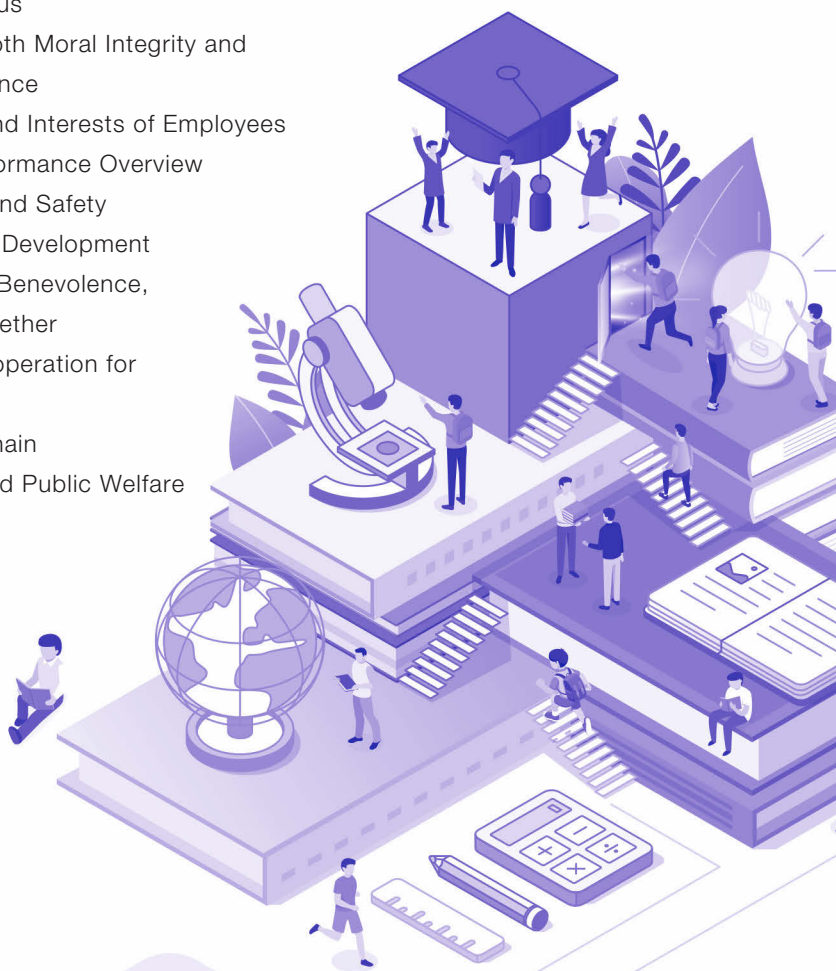 us
oth Moral Integrity and
nce
nd Interests of Employees
ormance Overview
nd Safety
Development
Benevolence,
ether
operation for
nain
d Public Welfare